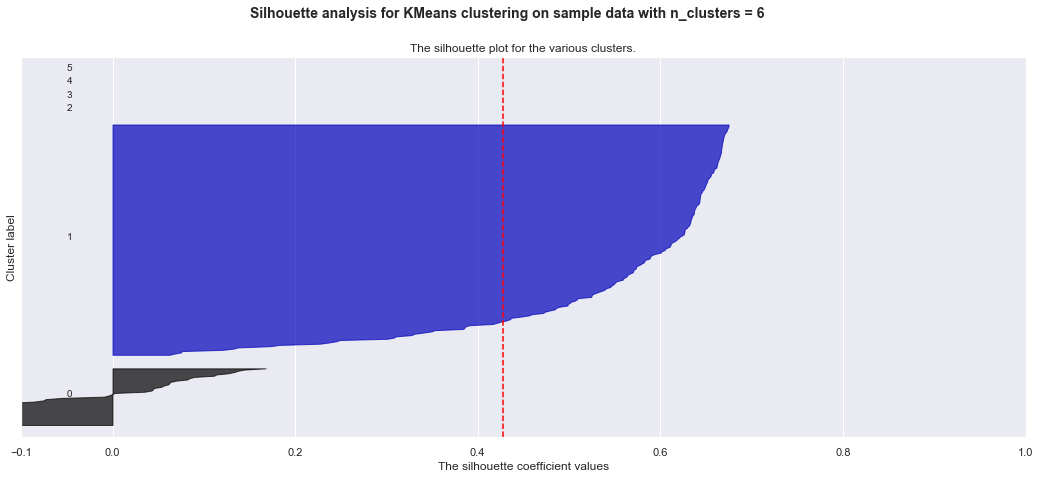 Silhouette analysis for KMeans clustering on sample data with n_clusters = 6
The silhouette plot for the various clusters.
5
4
3
2
1
0
Cluster label
−0.1 0.0 0.2 0.4 0.6 0.8 1.0
The silhouette coefficient values